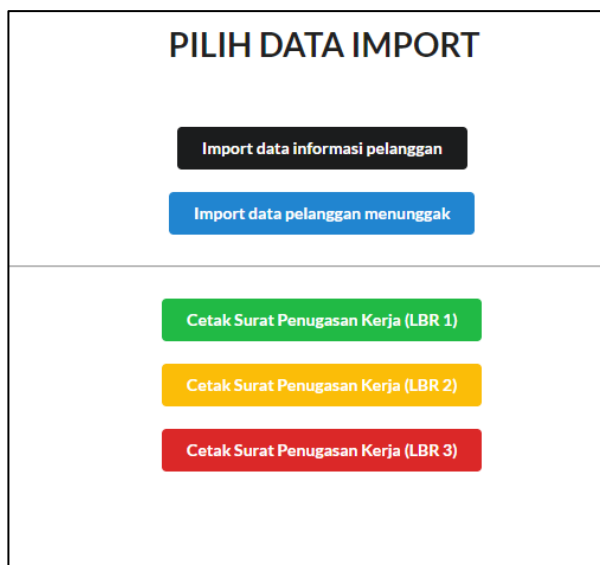 PILIH DATA IMPORT
Import data informasi pelanggan
Import data pelanggan menunggak
Cetak Surat Penugasan Kerja (LBR 1)
Cetak Surat Penugasan Kerja (LBR 2)
Cetak Surat Penugasan Kerja (LBR 3)